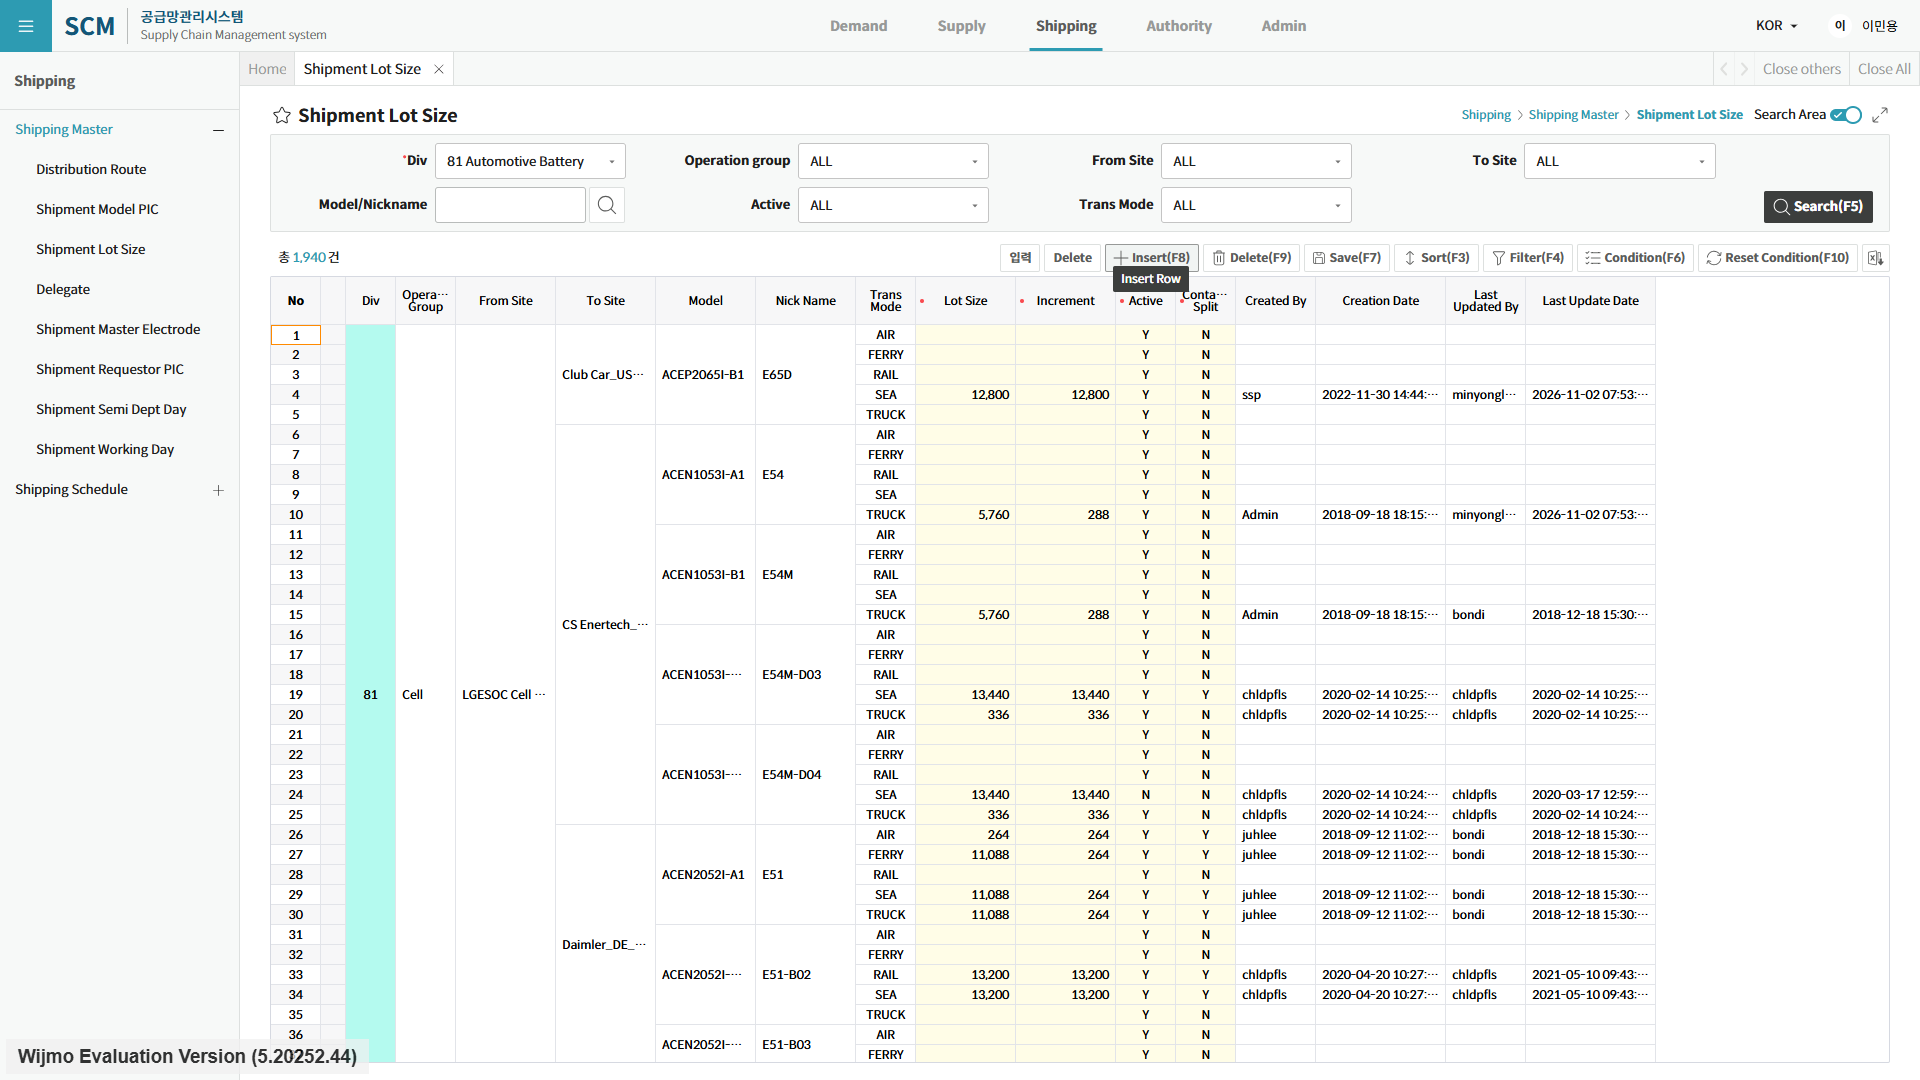 SCM 공급망관리시스템
Supply Chain Management system
Demand Supply Shipping Authority Admin
KOR 이 이민용
Shipping
Home Shipment Lot Size Close others Close All
Shipping Master
Distribution Route
Shipment Model PIC
Shipment Lot Size
Delegate
Shipment Master Electrode
Shipment Requestor PIC
Shipment Semi Dept Day
Shipment Working Day
Shipping Schedule
Shipment Lot Size
Shipping > Shipping Master > Shipment Lot Size Search Area
*Div 81 Automotive Battery Operation group ALL From Site ALL To Site ALL
Model/Nickname Active ALL Trans Mode ALL Search(F5)
총 1,940 건
입력 Delete Insert(F8) Delete(F9) Save(F7) Sort(F3) Filter(F4) Condition(F6) Reset Condition(F10)
Insert Row
No Div Opera··· Group From Site To Site Model Nick Name Trans Mode Lot Size Increment Active Conta··· Split Created By Creation Date Last Updated By Last Update Date
81 Cell LGESOC Cell ···
Club Car_US··· ACEP2065I-B1 E65D
1 AIR Y N
2 FERRY Y N
3 RAIL Y N
4 SEA 12,800 12,800 Y N ssp 2022-11-30 14:44:··· minyongl··· 2026-11-02 07:53:···
5 TRUCK Y N
CS Enertech_···
ACEN1053I-A1 E54
6 AIR Y N
7 FERRY Y N
8 RAIL Y N
9 SEA Y N
10 TRUCK 5,760 288 Y N Admin 2018-09-18 18:15:··· minyongl··· 2026-11-02 07:53:···
ACEN1053I-B1 E54M
11 AIR Y N
12 FERRY Y N
13 RAIL Y N
14 SEA Y N
15 TRUCK 5,760 288 Y N Admin 2018-09-18 18:15:··· bondi 2018-12-18 15:30:···
ACEN1053I-··· E54M-D03
16 AIR Y N
17 FERRY Y N
18 RAIL Y N
19 SEA 13,440 13,440 Y Y chldpfls 2020-02-14 10:25:··· chldpfls 2020-02-14 10:25:···
20 TRUCK 336 336 Y N chldpfls 2020-02-14 10:25:··· chldpfls 2020-02-14 10:25:···
ACEN1053I-··· E54M-D04
21 AIR Y N
22 FERRY Y N
23 RAIL Y N
24 SEA 13,440 13,440 N N chldpfls 2020-02-14 10:24:··· chldpfls 2020-03-17 12:59:···
25 TRUCK 336 336 Y N chldpfls 2020-02-14 10:24:··· chldpfls 2020-02-14 10:24:···
Daimler_DE_···
ACEN2052I-A1 E51
26 AIR 264 264 Y Y juhlee 2018-09-12 11:02:··· bondi 2018-12-18 15:30:···
27 FERRY 11,088 264 Y Y juhlee 2018-09-12 11:02:··· bondi 2018-12-18 15:30:···
28 RAIL Y N
29 SEA 11,088 264 Y Y juhlee 2018-09-12 11:02:··· bondi 2018-12-18 15:30:···
30 TRUCK 11,088 264 Y Y juhlee 2018-09-12 11:02:··· bondi 2018-12-18 15:30:···
ACEN2052I-··· E51-B02
31 AIR Y N
32 FERRY Y N
33 RAIL 13,200 13,200 Y Y chldpfls 2020-04-20 10:27:··· chldpfls 2021-05-10 09:43:···
34 SEA 13,200 13,200 Y Y chldpfls 2020-04-20 10:27:··· chldpfls 2021-05-10 09:43:···
35 TRUCK Y N
ACEN2052I-··· E51-B03
36 AIR Y N
FERRY Y N
Wijmo Evaluation Version (5.20252.44)